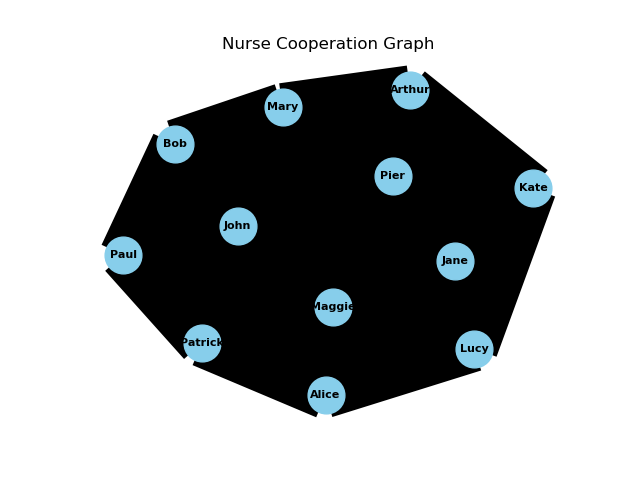 Nurse Cooperation Graph
Arthur
Mary
Bob
Pier
Kate
John
Paul
Jane
Maggie
Patrick
Lucy
Alice